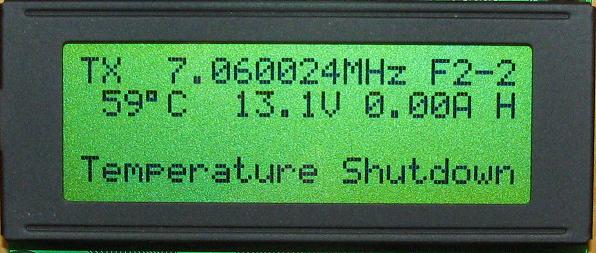 TX 7.060024MHz F2-2
59°C 13.1V 0.00A H
Temperature Shutdown